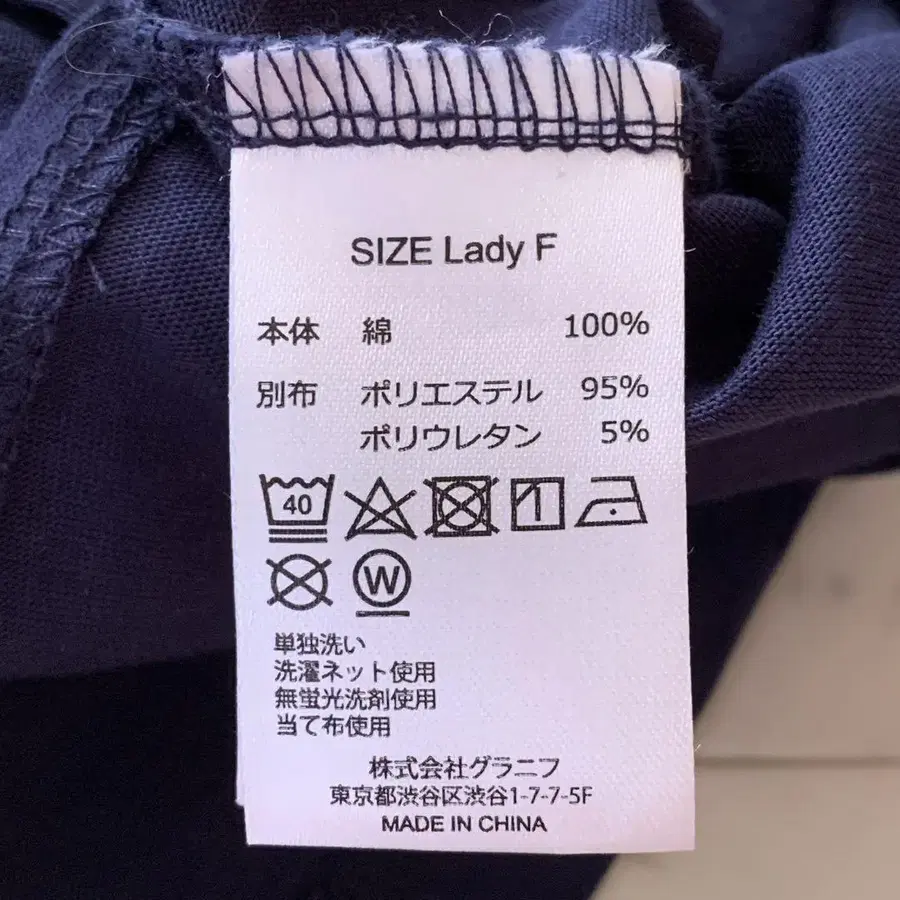 SIZE Lady F
本体 綿 100%
別布 ポリエステル 95%
ポリウレタン 5%
40
W
単独洗い
洗濯ネット使用
無蛍光洗剤使用
当て布使用
株式会社グラニフ
東京都渋谷区渋谷1-7-7-5F
MADE IN CHINA